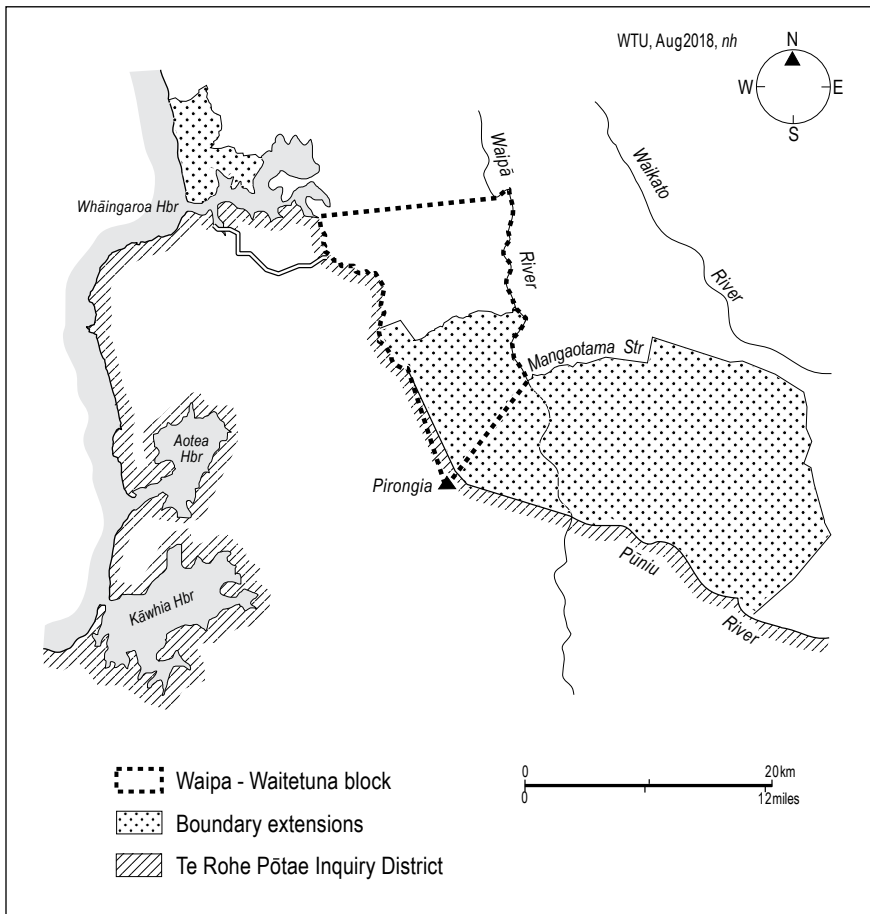 WTU, Aug2018, nh
N
W
E
S
Waipā
River
Waikato
River
Whāingaroa Hbr
Mangaotama Str
Aotea
Hbr
Pirongia
Pūniu
River
Kāwhia Hbr
Waipa - Waitetuna block
Boundary extensions
Te Rohe Pōtae Inquiry District
0
20km
0
12miles